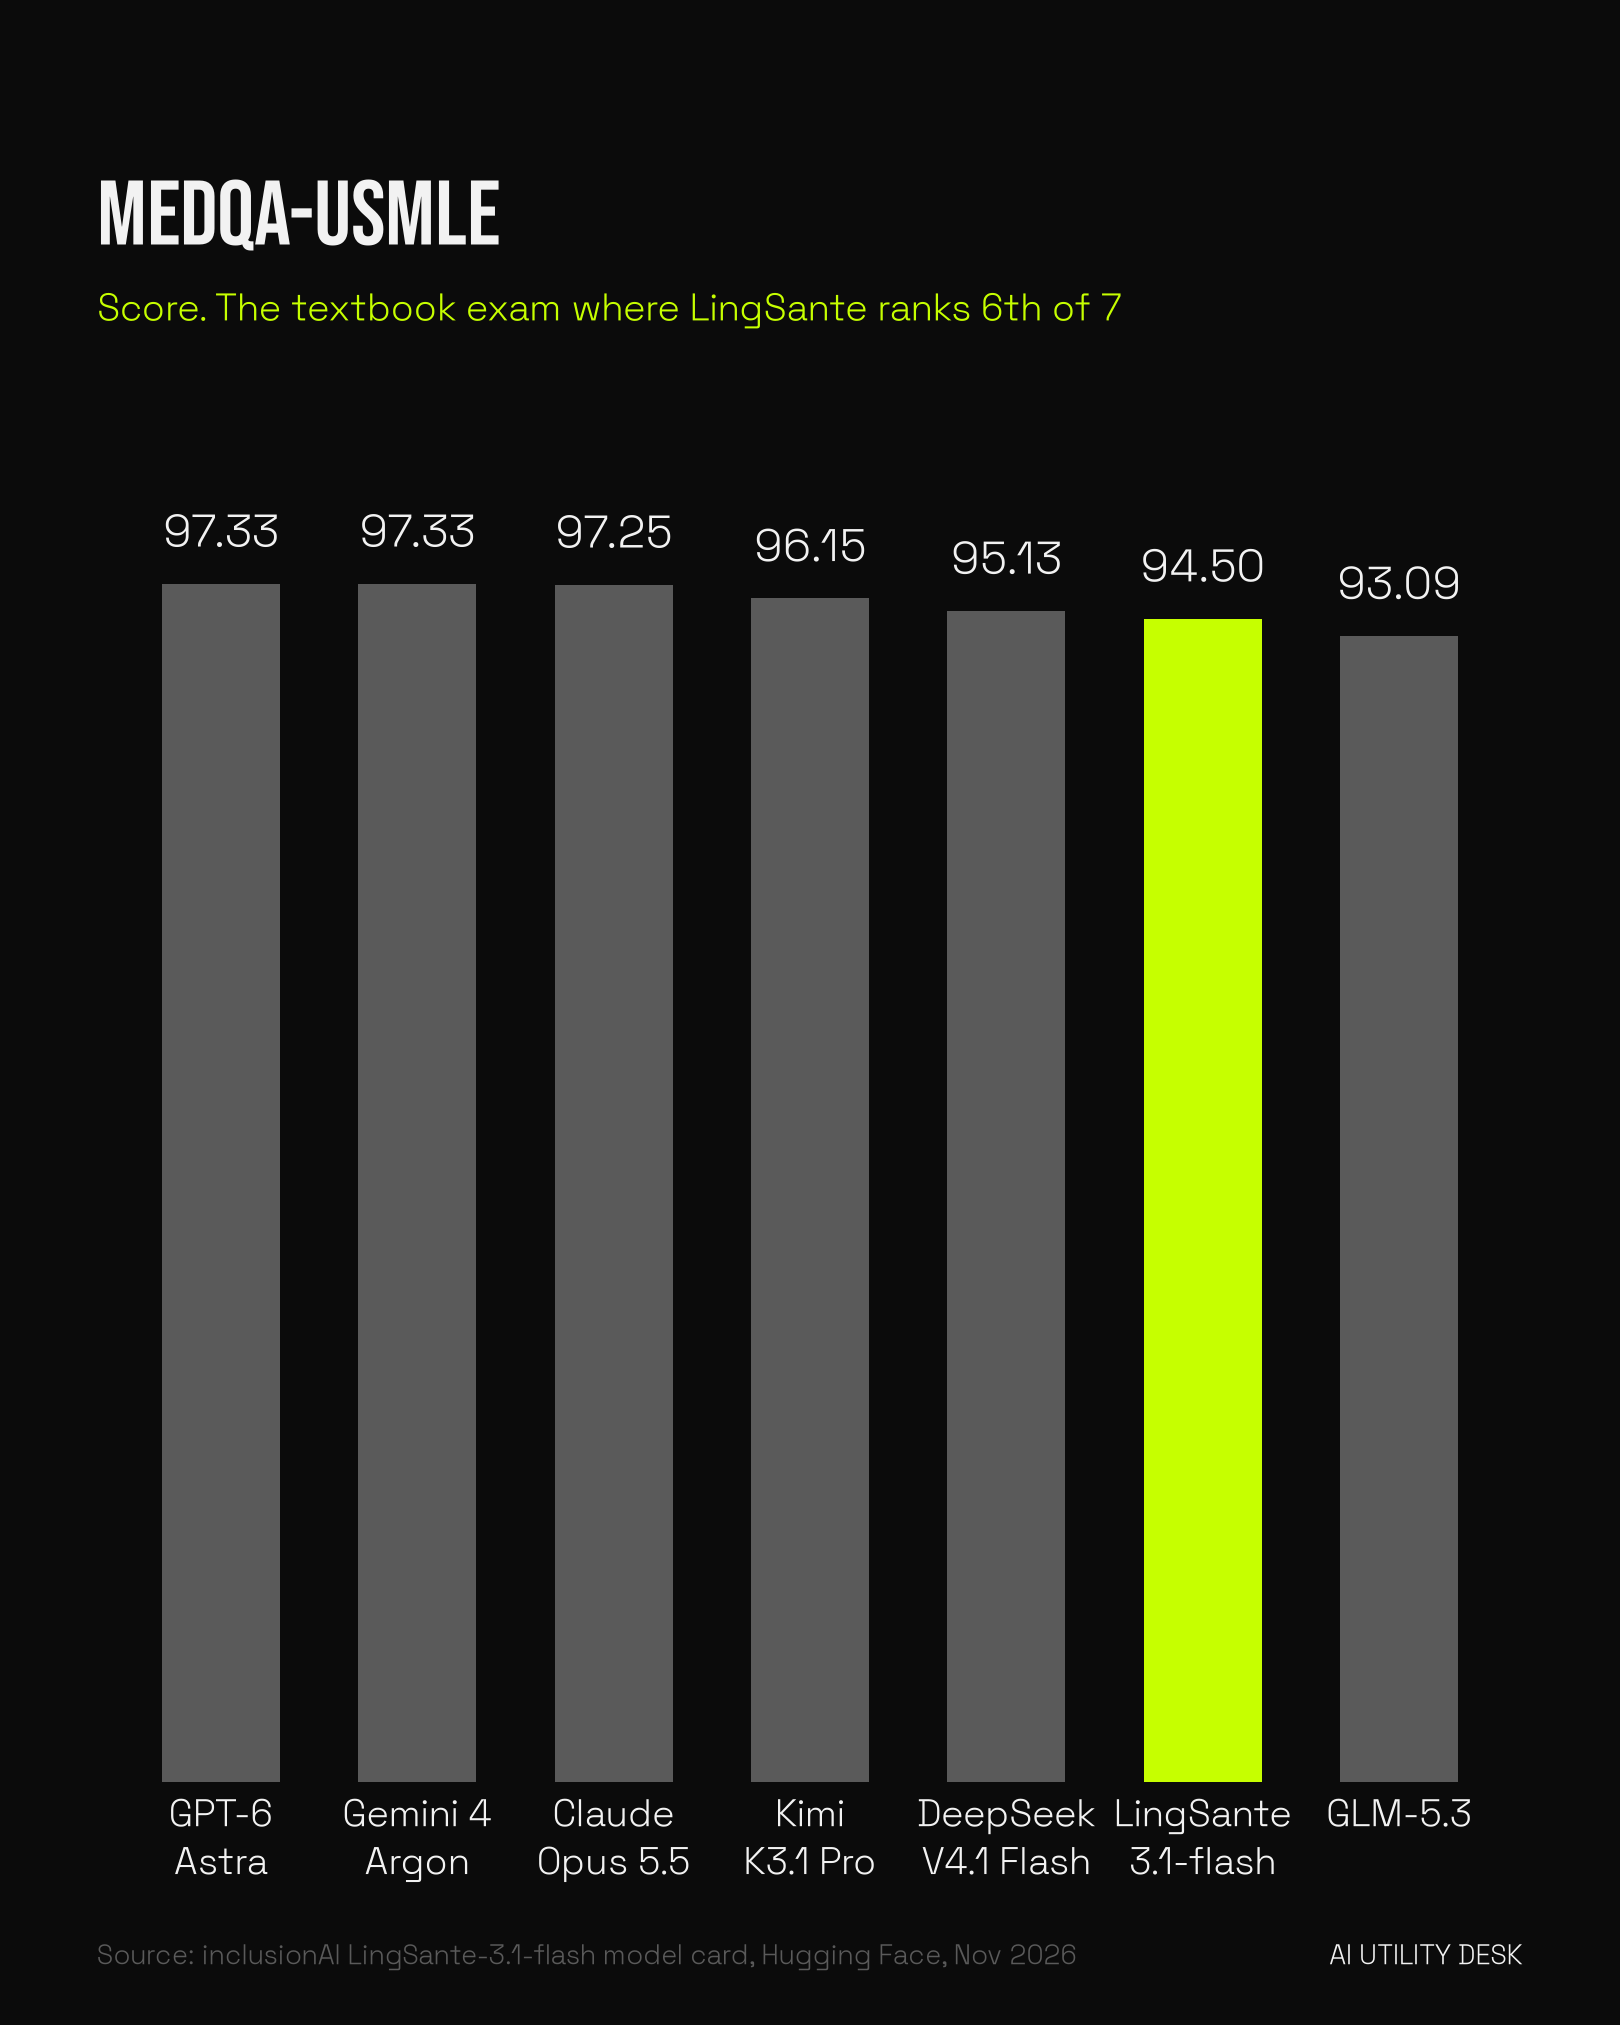 MEDQA-USMLE
Score. The textbook exam where LingSante ranks 6th of 7
97.33
97.33
97.25
96.15
95.13
94.50
93.09
GPT-6
Astra
Gemini 4
Argon
Claude
Opus 5.5
Kimi
K3.1 Pro
DeepSeek
V4.1 Flash
LingSante
3.1-flash
GLM-5.3
Source: inclusionAI LingSante-3.1-flash model card, Hugging Face, Nov 2026
AI UTILITY DESK